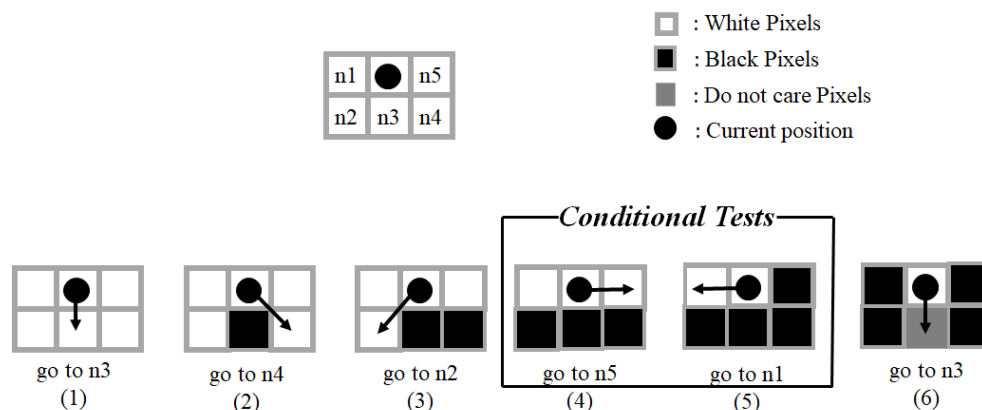 : White Pixels
: Black Pixels
: Do not care Pixels
: Current position
n1 n5
n2 n3 n4
Conditional Tests
go to n3 go to n4 go to n2 go to n5 go to n1 go to n3
(1) (2) (3) (4) (5) (6)